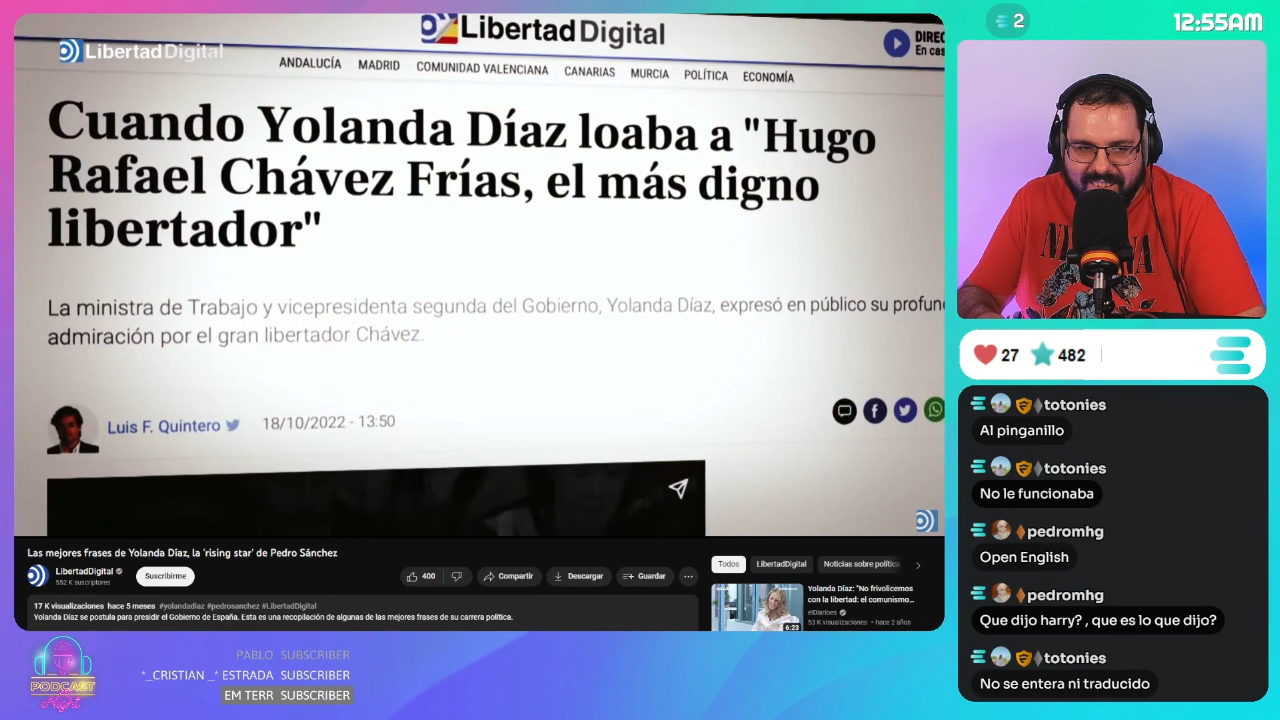 LibertadDigital
LibertadDigital
DIREC
En cas
ANDALUCÍA MADRID COMUNIDAD VALENCIANA CANARIAS MURCIA POLÍTICA ECONOMÍA
Cuando Yolanda Díaz loaba a "Hugo
Rafael Chávez Frías, el más digno
libertador"
La ministra de Trabajo y vicepresidenta segunda del Gobierno, Yolanda Díaz, expresó en público su profun
admiración por el gran libertador Chávez.
Luis F. Quintero 18/10/2022 - 13:50
Las mejores frases de Yolanda Díaz, la 'rising star' de Pedro Sánchez
LibertadDigital
552 K suscriptores
Suscribirme
400
Compartir
Descargar
Guardar
17 K visualizaciones hace 5 meses #yolandadiaz #pedrosanchez #LibertadDigital
Yolanda Díaz se postula para presidir el Gobierno de España. Esta es una recopilación de algunas de las mejores frases de su carrera política.
Todos LibertadDigital Noticias sobre política
Yolanda Díaz: "No frivolicemos
con la libertad: el comunismo...
elDiarioes
53 K visualizaciones • hace 2 años
6:23
PODCAST
Night
PABLO SUBSCRIBER
*_CRISTIAN _* ESTRADA SUBSCRIBER
EM TERR SUBSCRIBER
2
12:55AM
NIRVANA
27 482
totonies
Al pinganillo
totonies
No le funcionaba
pedromhg
Open English
pedromhg
Que dijo harry? , que es lo que dijo?
totonies
No se entera ni traducido